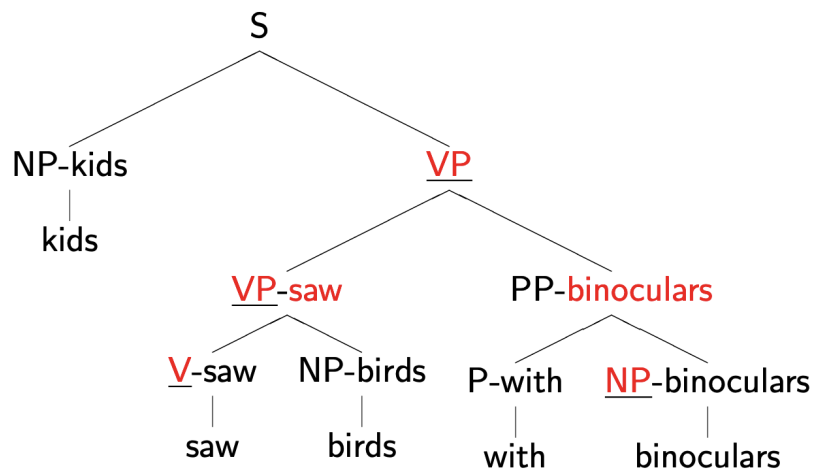 S
NP-kids VP
kids
VP-saw PP-binoculars
V-saw NP-birds P-with NP-binoculars
saw birds with binoculars